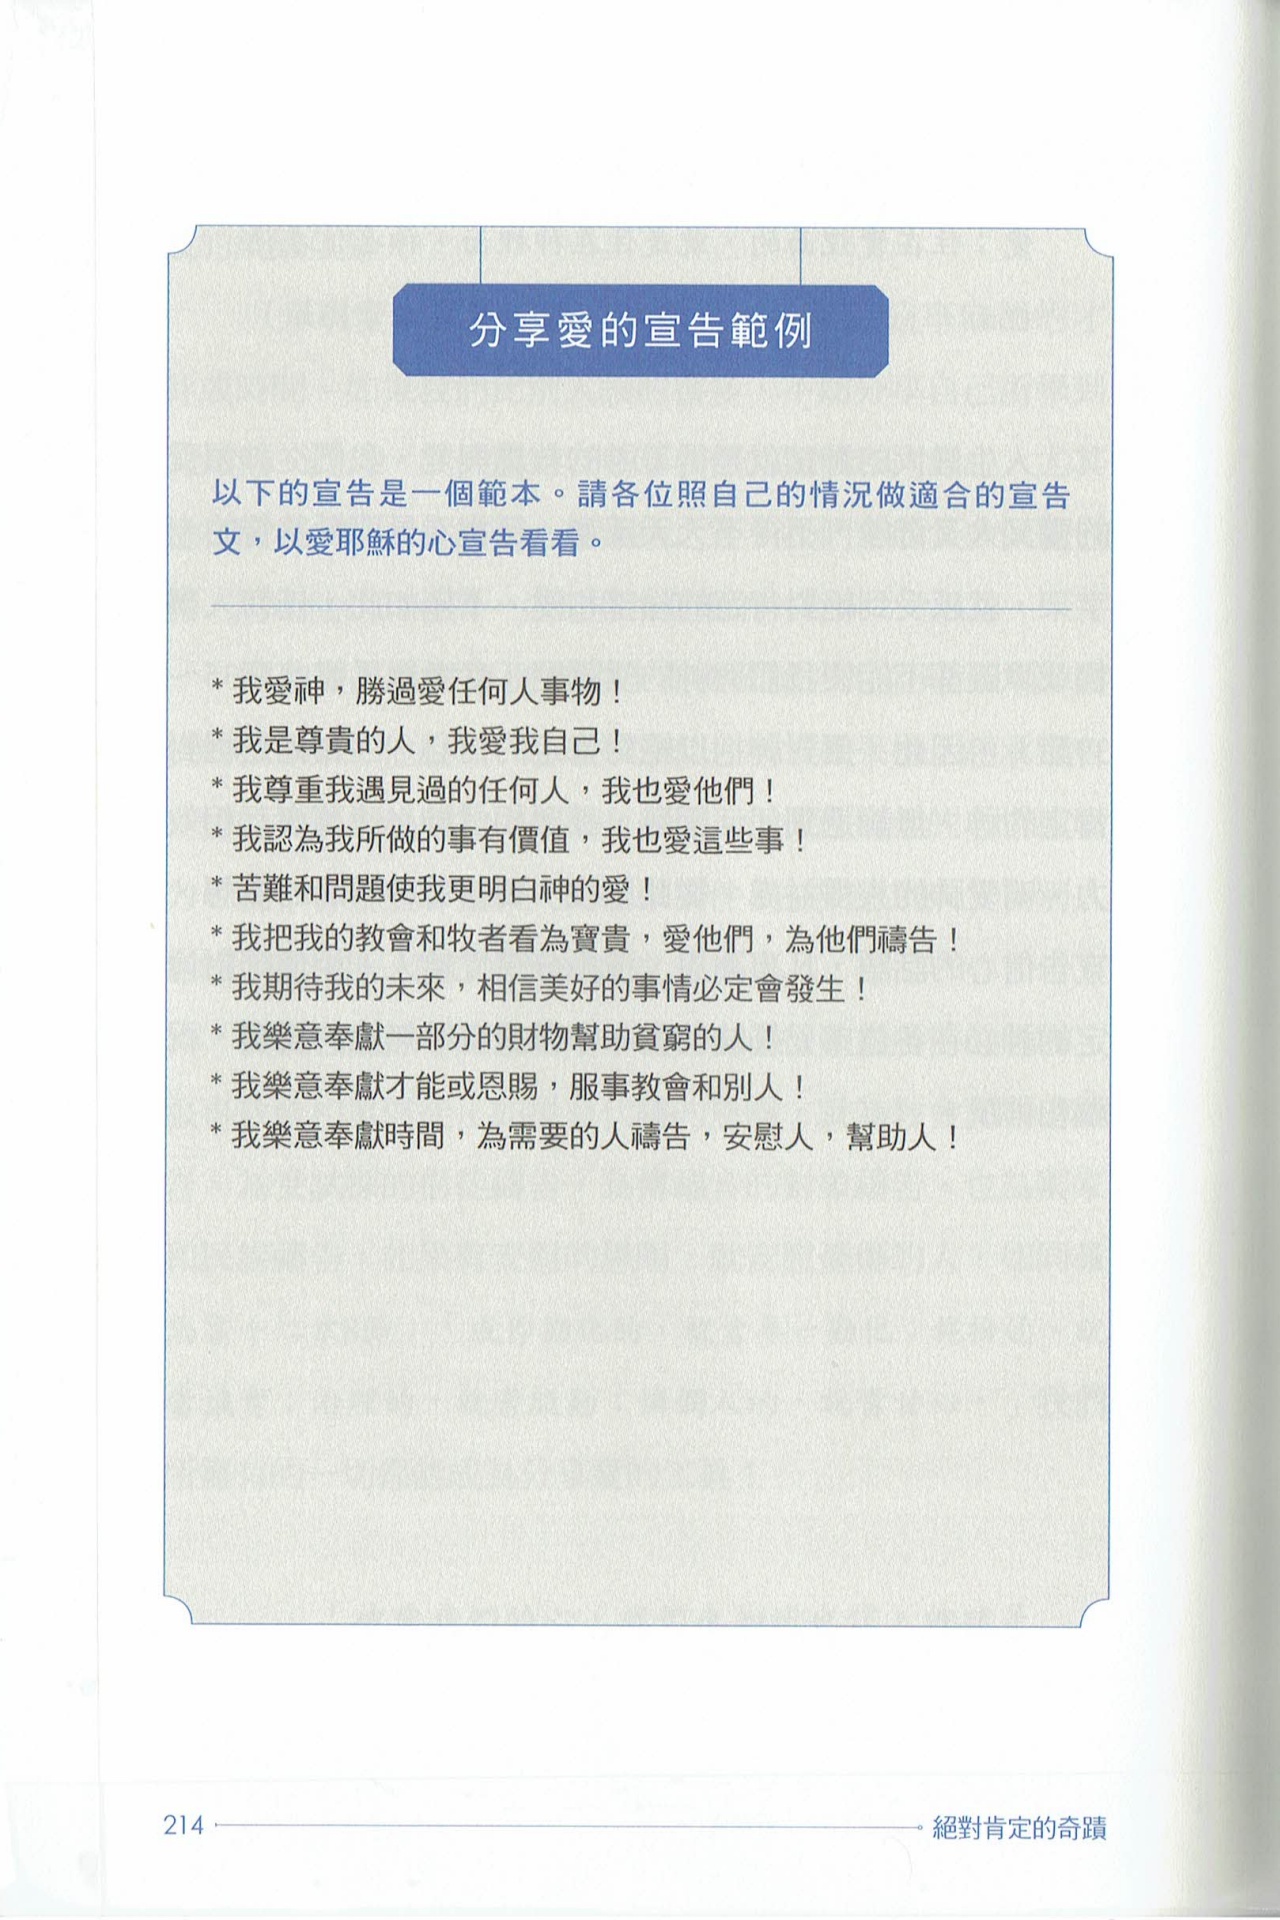 分享愛的宣告範例
以下的宣告是一個範本。請各位照自己的情況做適合的宣告
文，以愛耶穌的心宣告看看。
* 我愛神，勝過愛任何人事物！
* 我是尊貴的人，我愛我自己！
* 我尊重我遇見過的任何人，我也愛他們！
* 我認為我所做的事有價值，我也愛這些事！
* 苦難和問題使我更明白神的愛！
* 我把我的教會和牧者看為寶貴，愛他們，為他們禱告！
* 我期待我的未來，相信美好的事情必定會發生！
* 我樂意奉獻一部分的財物幫助貧窮的人！
* 我樂意奉獻才能或恩賜，服事教會和別人！
* 我樂意奉獻時間，為需要的人禱告，安慰人，幫助人！
214 絕對肯定的奇蹟